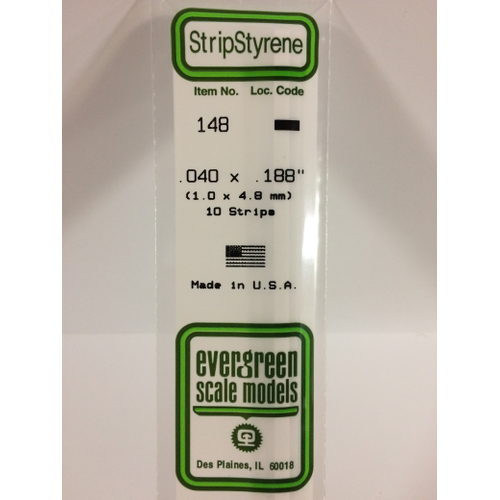 StripStyrene
Item No. Loc. Code
148
.040 x .188"
(1.0 x 4.8 mm)
10 Strips
Made in U.S.A.
evergreen
scale models
Des Plaines, IL 60018